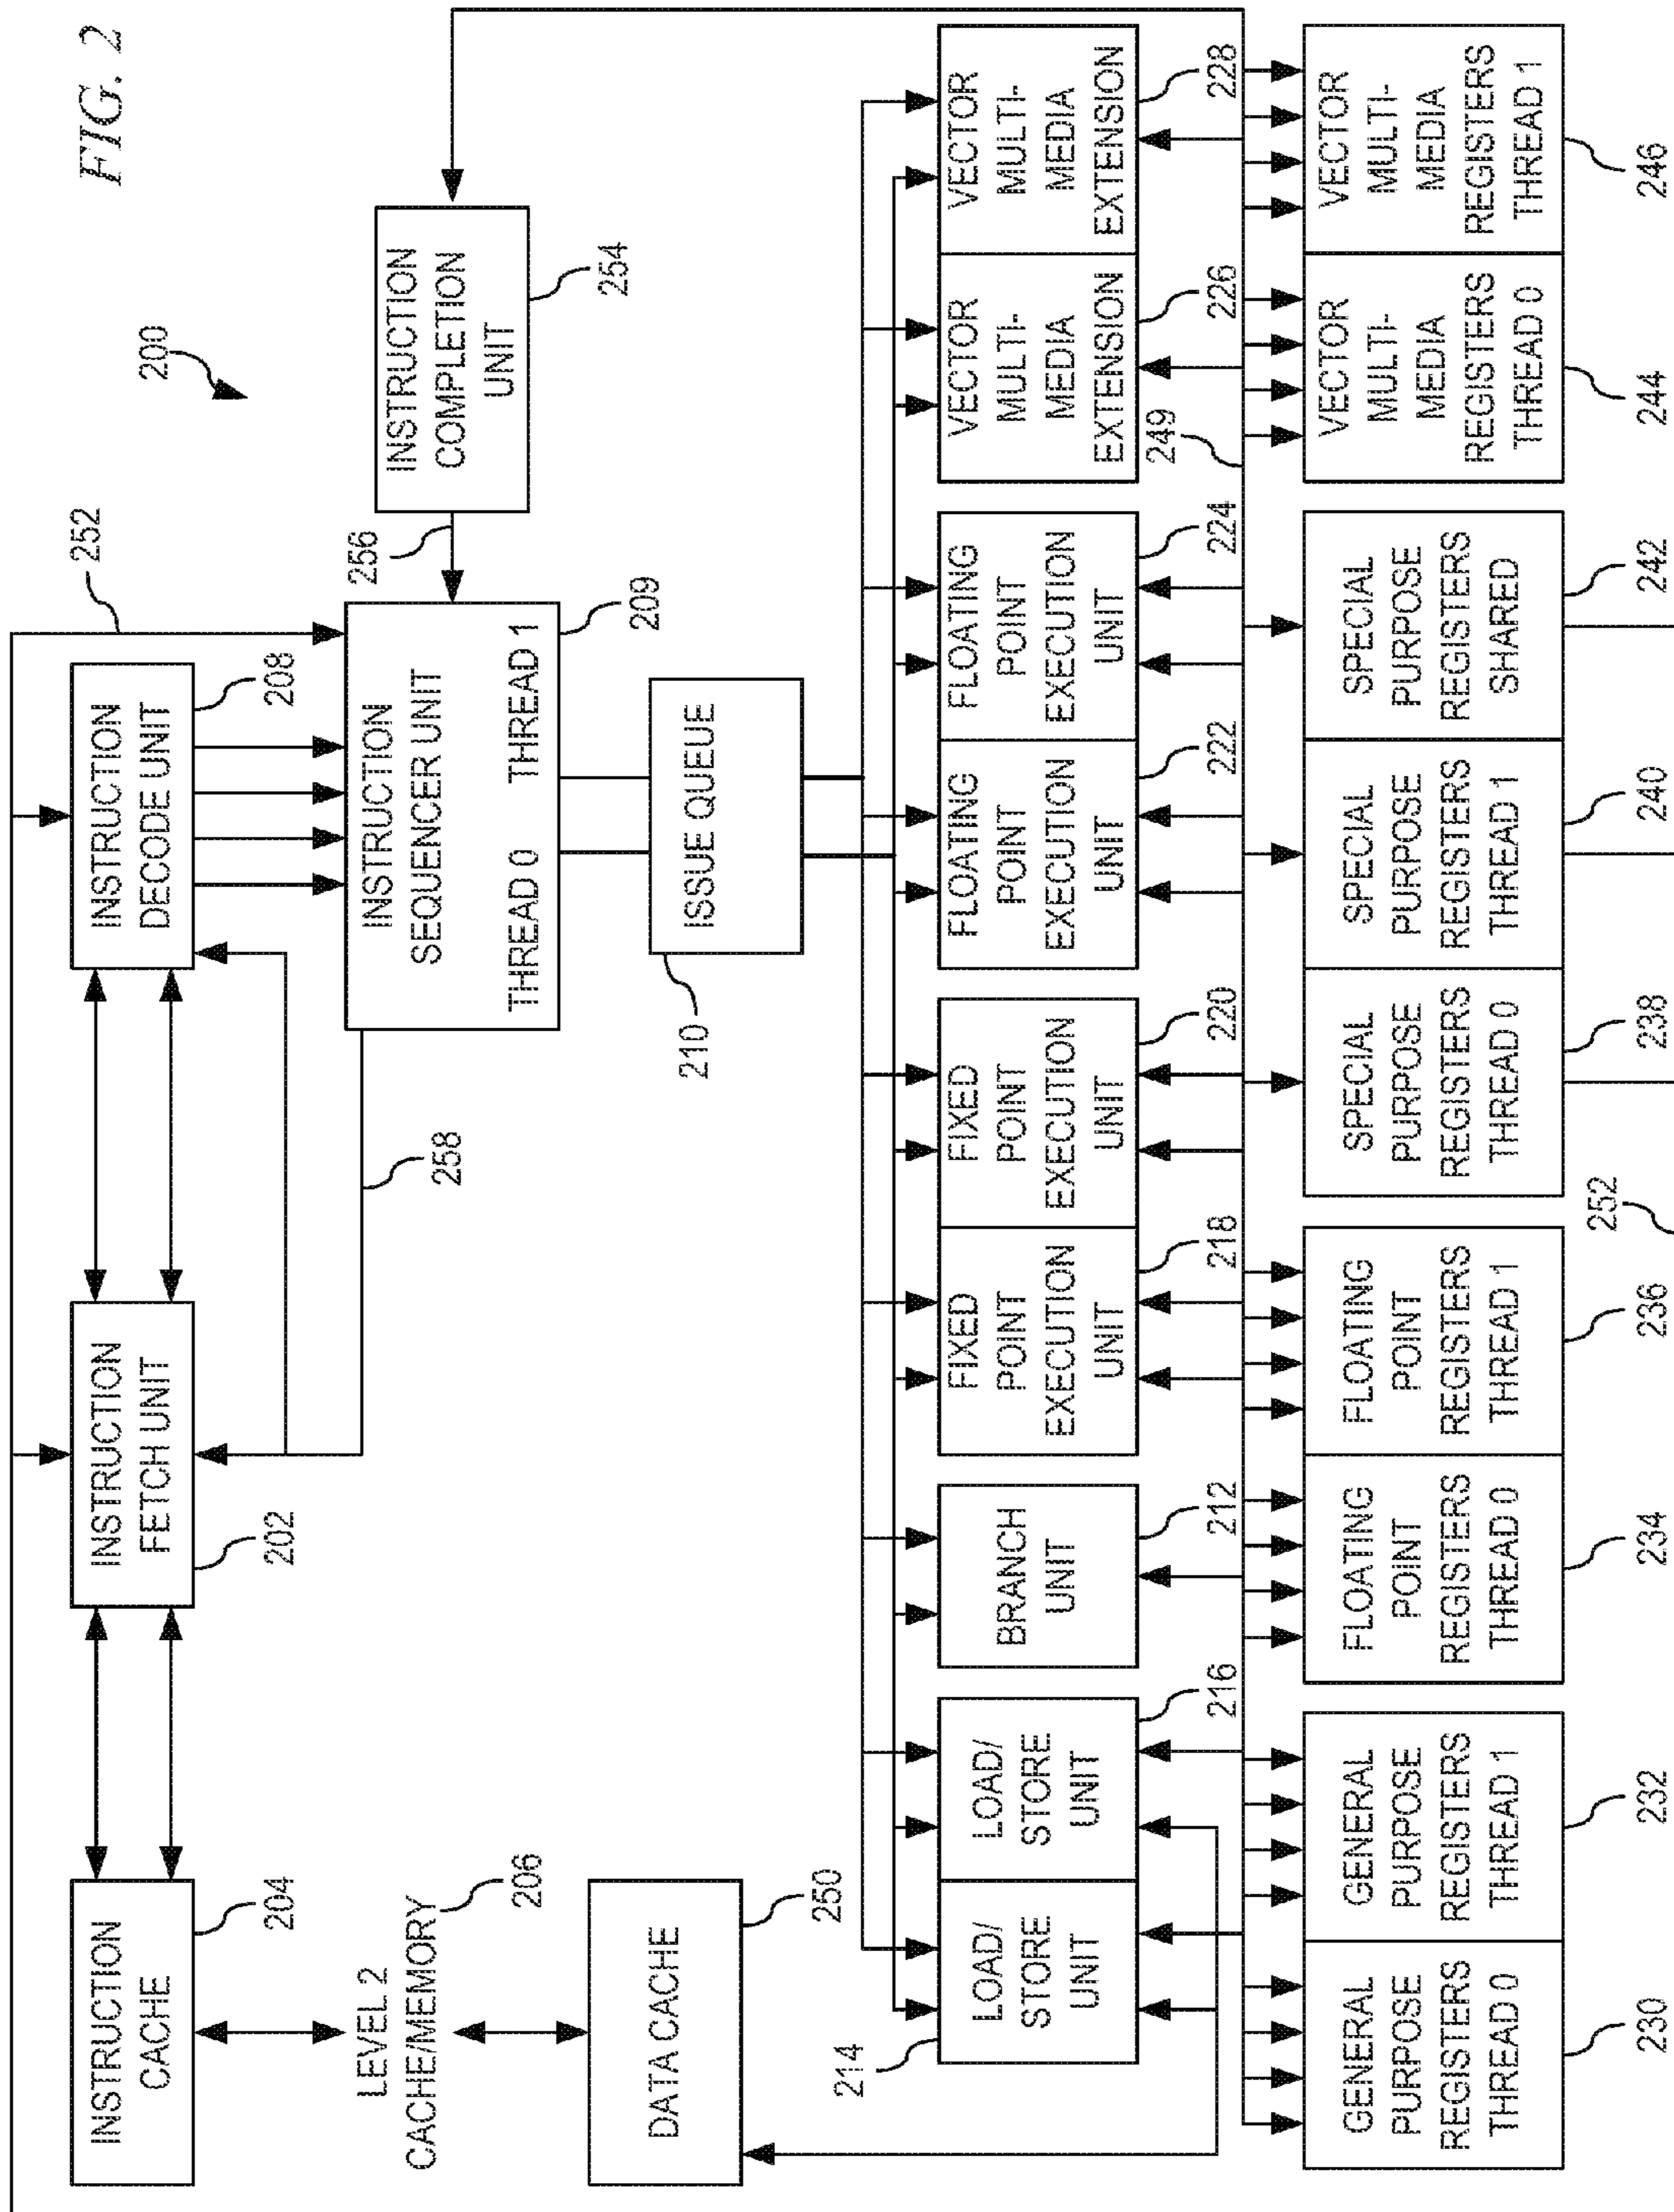 FIG. 2
200
252
INSTRUCTION
CACHE
204
INSTRUCTION
FETCH UNIT
202
INSTRUCTION
DECODE UNIT
208
LEVEL 2
CACHE/MEMORY
206
258
INSTRUCTION
SEQUENCER UNIT
THREAD 0
THREAD 1
209
256
INSTRUCTION
COMPLETION
UNIT
254
DATA CACHE
250
210
ISSUE QUEUE
214
LOAD/
STORE
UNIT
LOAD/
STORE
UNIT
216
BRANCH
UNIT
212
FIXED
POINT
EXECUTION
UNIT
218
FIXED
POINT
EXECUTION
UNIT
220
FLOATING
POINT
EXECUTION
UNIT
222
FLOATING
POINT
EXECUTION
UNIT
224
VECTOR
MULTI-
MEDIA
EXTENSION
226
VECTOR
MULTI-
MEDIA
EXTENSION
228
249
GENERAL
PURPOSE
REGISTERS
THREAD 0
230
GENERAL
PURPOSE
REGISTERS
THREAD 1
232
FLOATING
POINT
REGISTERS
THREAD 0
234
FLOATING
POINT
REGISTERS
THREAD 1
236
252
SPECIAL
PURPOSE
REGISTERS
THREAD 0
238
SPECIAL
PURPOSE
REGISTERS
THREAD 1
240
SPECIAL
PURPOSE
REGISTERS
SHARED
242
VECTOR
MULTI-
MEDIA
REGISTERS
THREAD 0
244
VECTOR
MULTI-
MEDIA
REGISTERS
THREAD 1
246